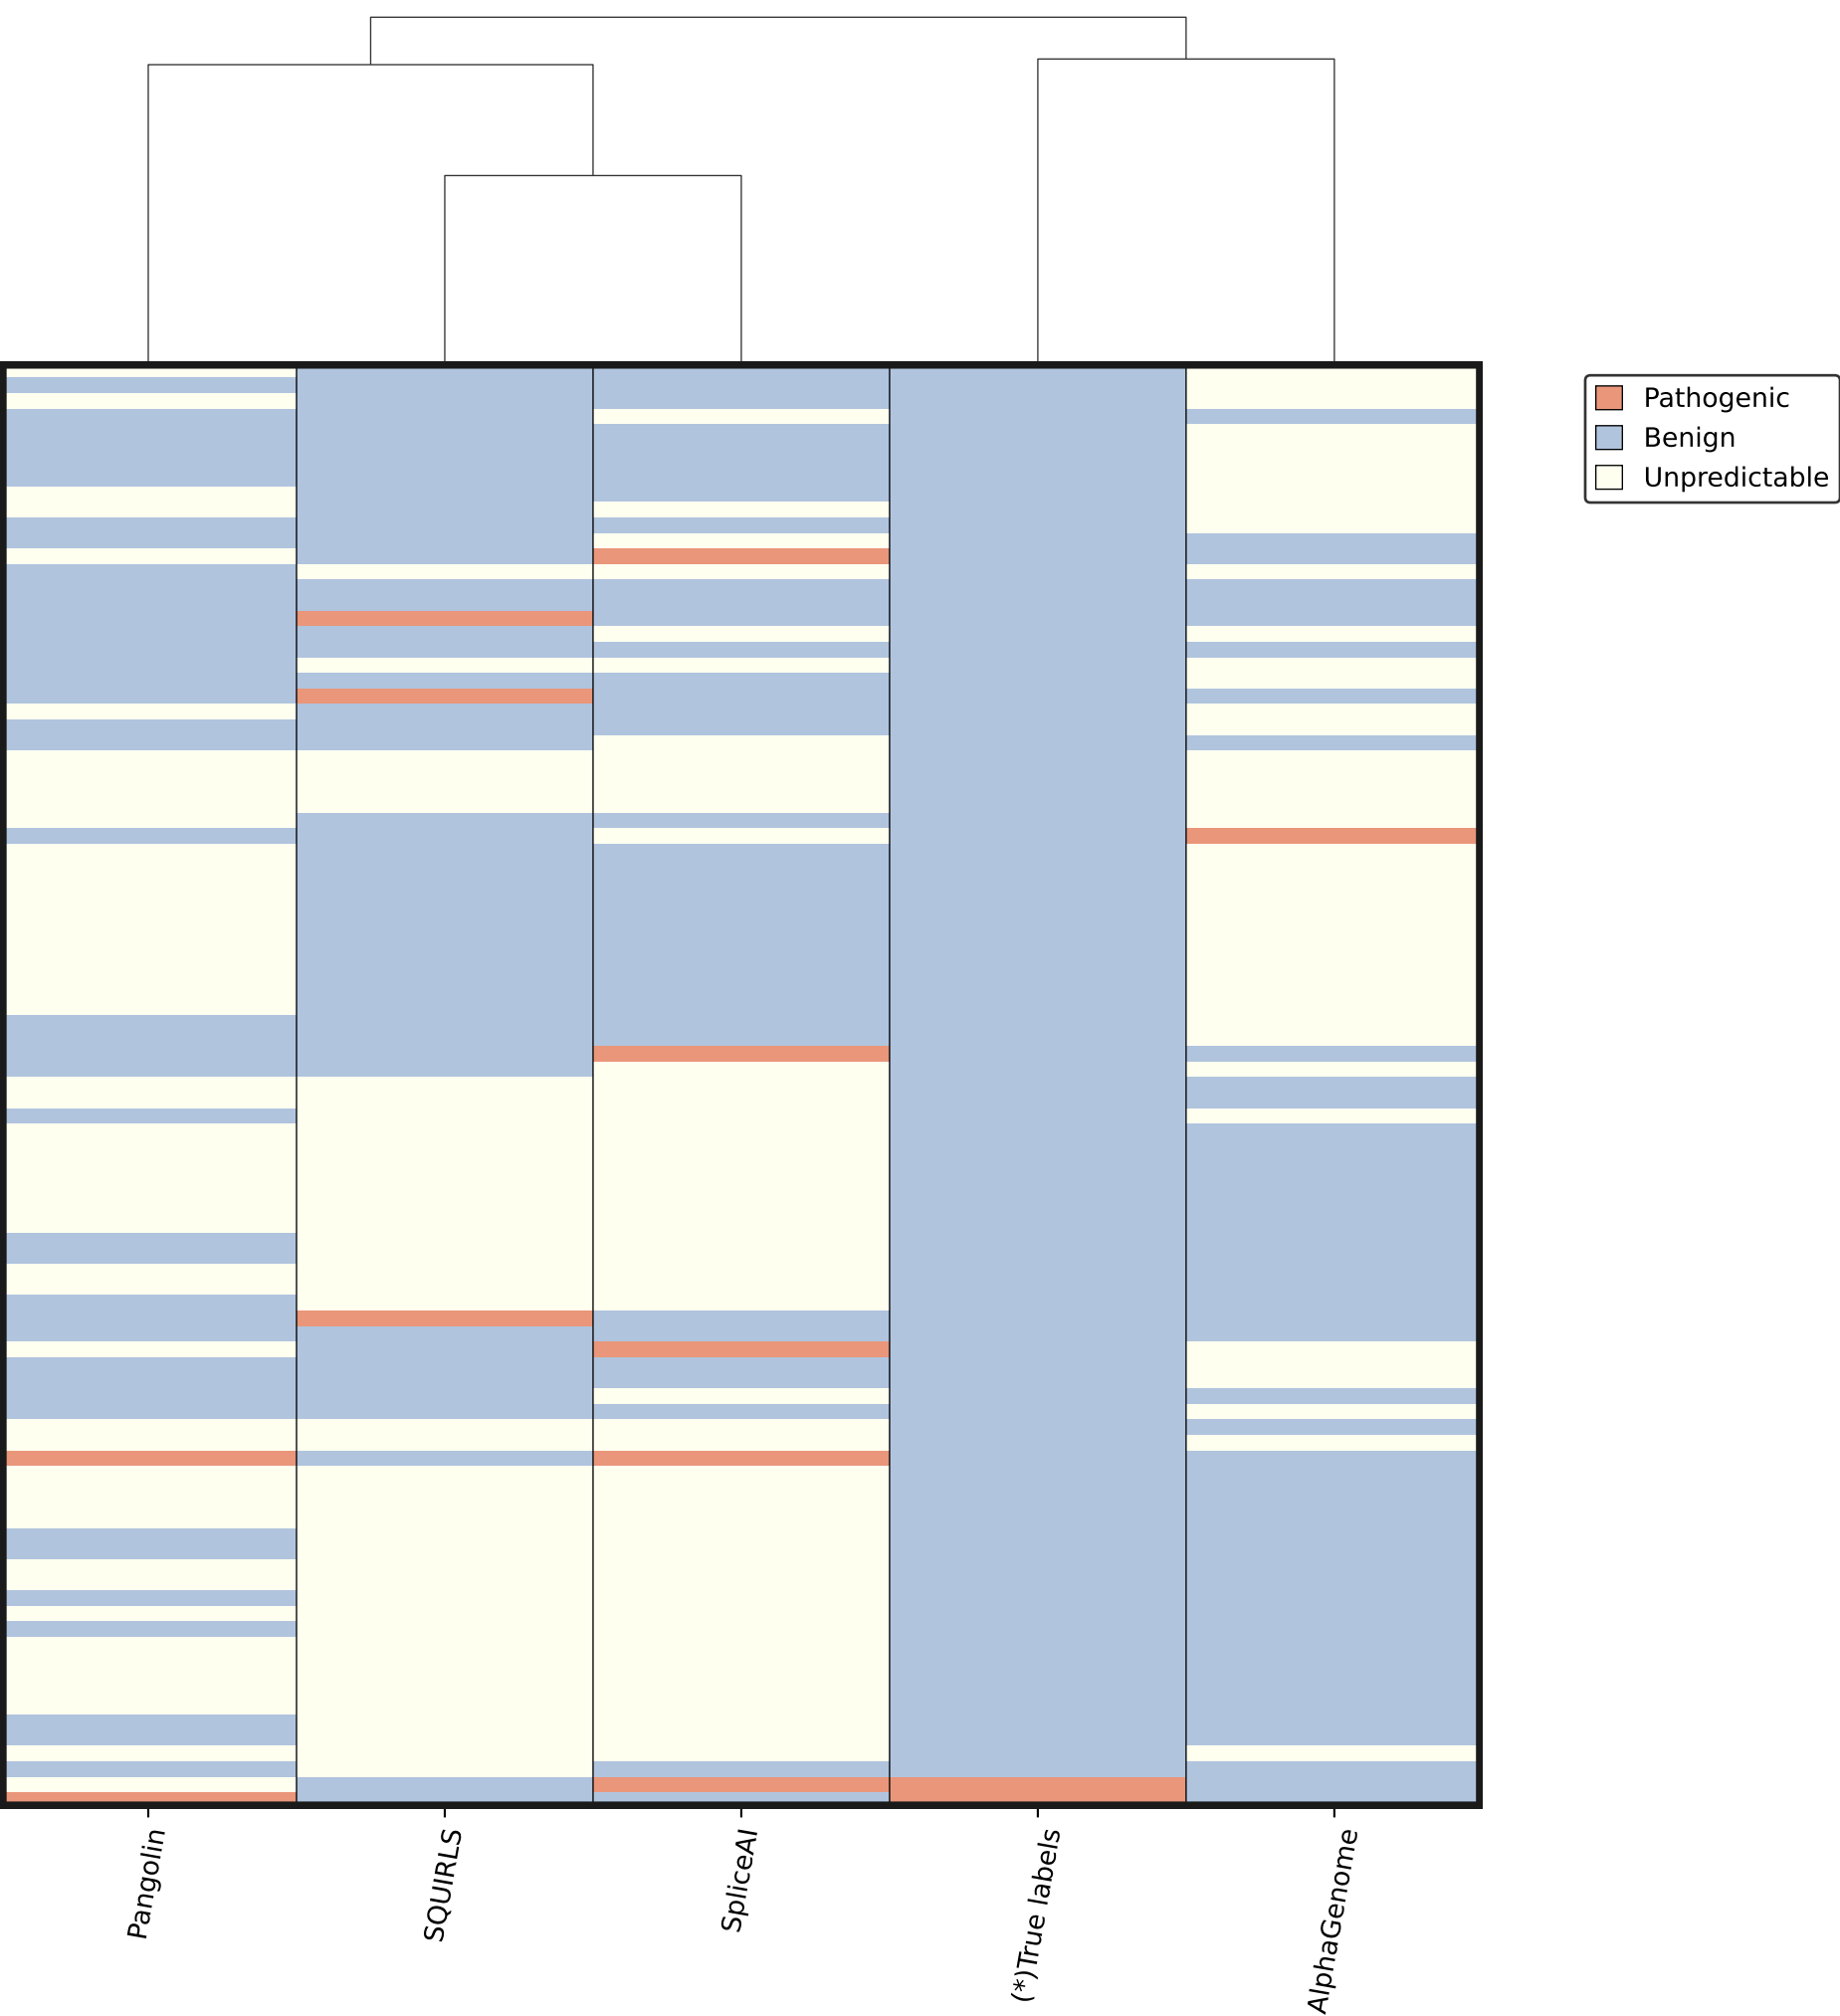 Pathogenic
Benign
Unpredictable
Pangolin
SQUIRLS
SpliceAI
(*)True labels
AlphaGenome